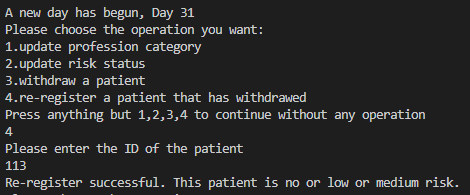 A new day has begun, Day 31
Please choose the operation you want:
1.update profession category
2.update risk status
3.withdraw a patient
4.re-register a patient that has withdrawed
Press anything but 1,2,3,4 to continue without any operation
4
Please enter the ID of the patient
113
Re-register successful. This patient is no or low or medium risk.